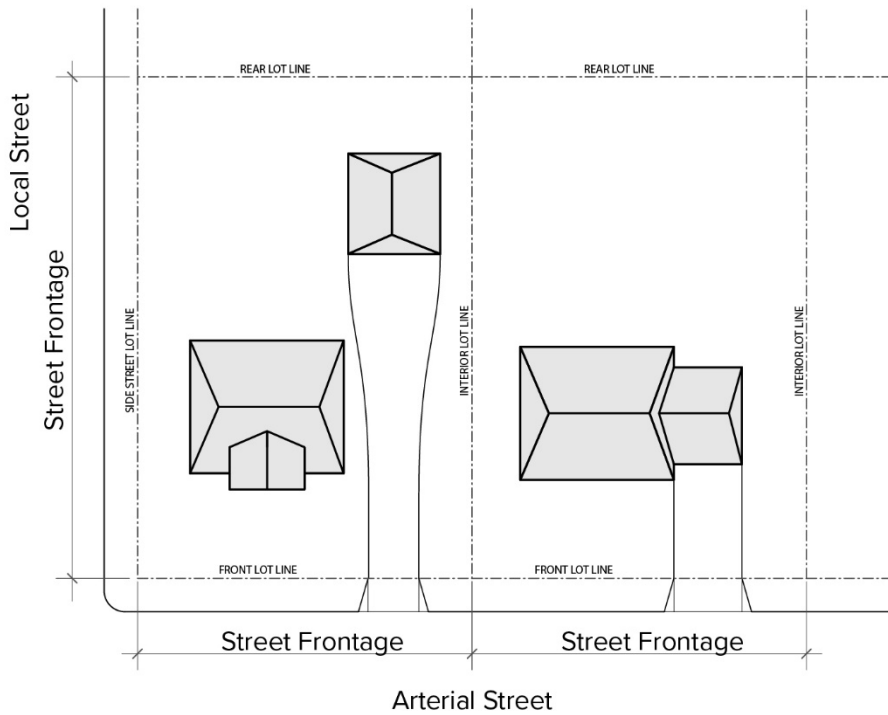 REAR LOT LINE
REAR LOT LINE
Local Street
Street Frontage
SIDE STREET LOT LINE
INTERIOR LOT LINE
INTERIOR LOT LINE
FRONT LOT LINE
FRONT LOT LINE
Street Frontage
Street Frontage
Arterial Street